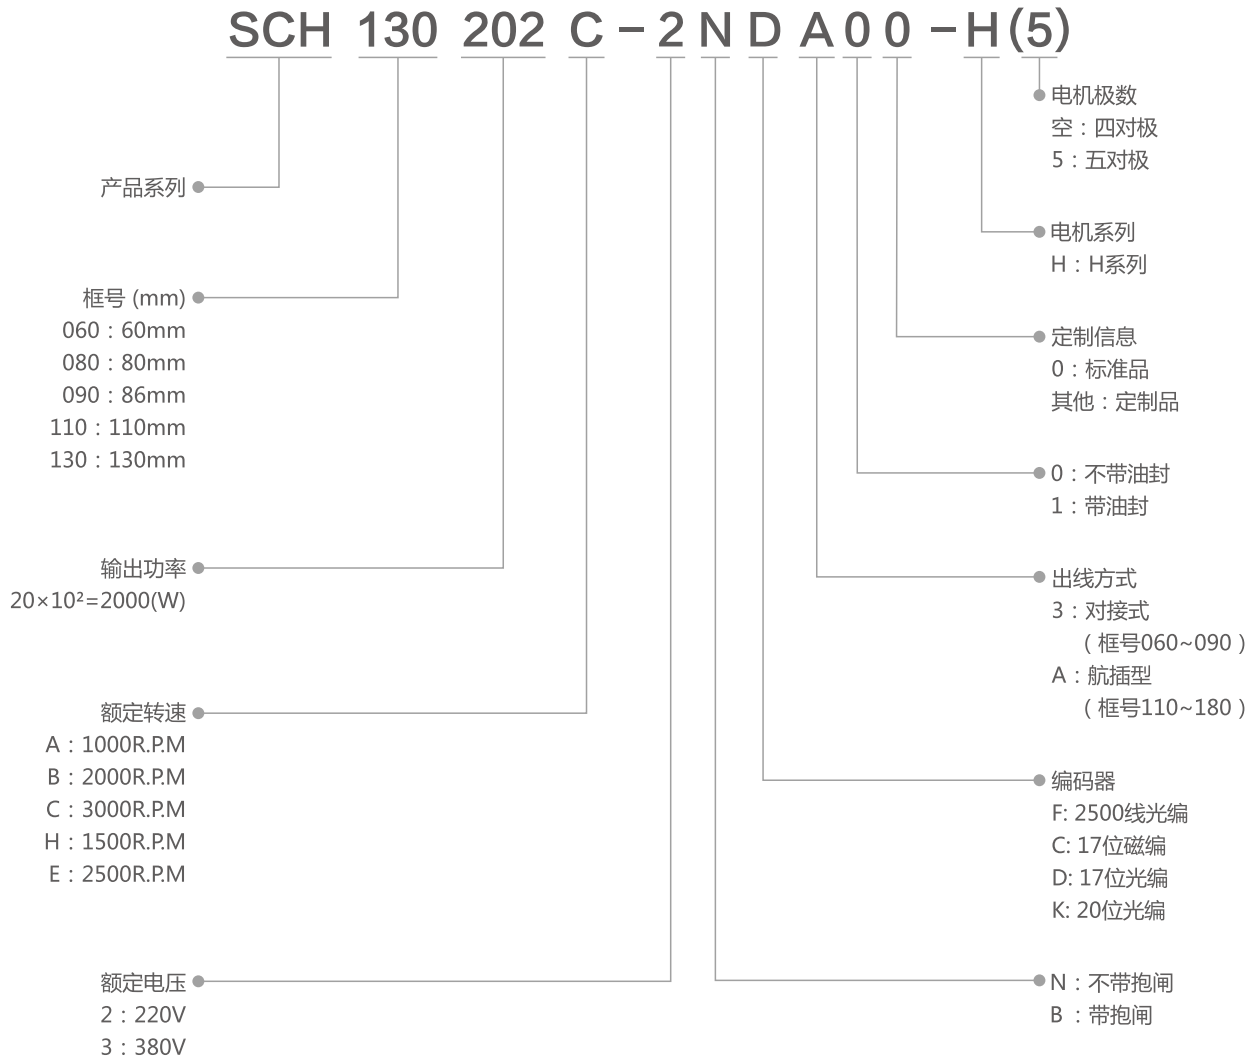 SCH 130 202 C - 2 N D A 0 0 - H (5)
产品系列
框号 (mm)
060：60mm
080：80mm
090：86mm
110：110mm
130：130mm
输出功率
20×10²=2000(W)
额定转速
A：1000R.P.M
B：2000R.P.M
C：3000R.P.M
H：1500R.P.M
E：2500R.P.M
额定电压
2：220V
3：380V
电机极数
空：四对极
5：五对极
电机系列
H：H系列
定制信息
0：标准品
其他：定制品
0：不带油封
1：带油封
出线方式
3：对接式
（框号060~090）
A：航插型
（框号110~180）
编码器
F: 2500线光编
C: 17位磁编
D: 17位光编
K: 20位光编
N：不带抱闸
B ：带抱闸